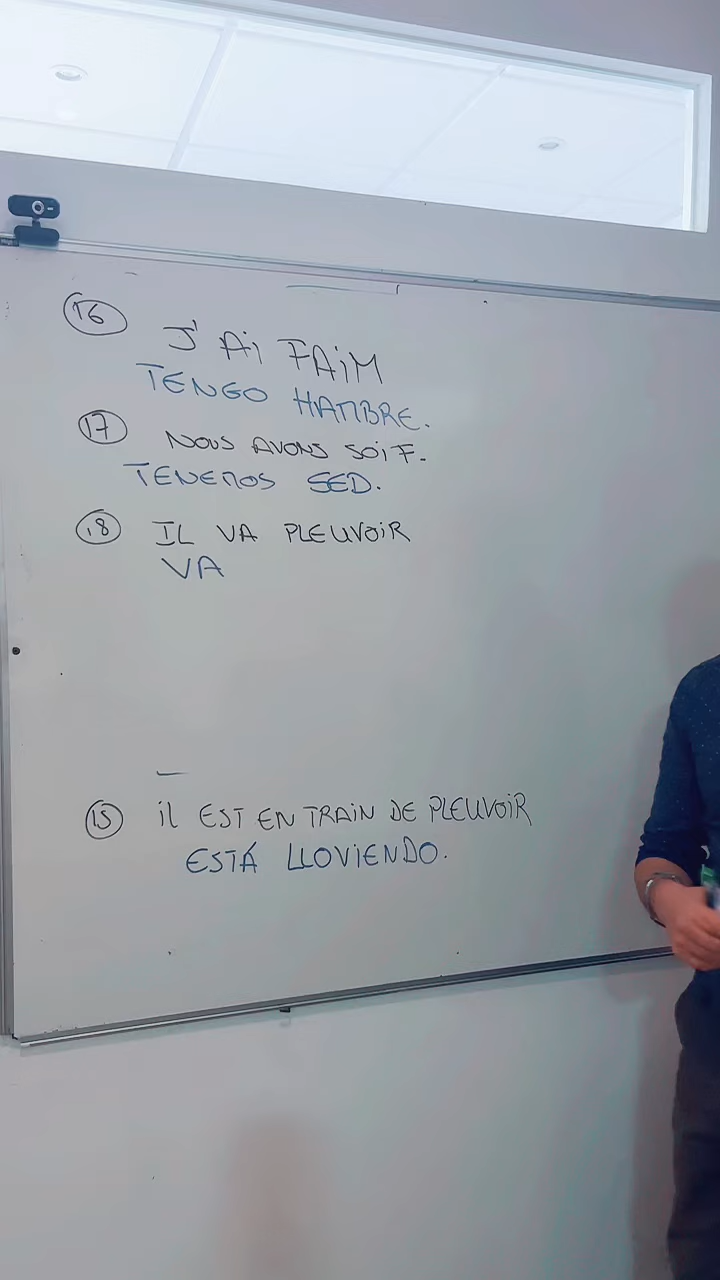 16 J'Ai FAiM
TENGO HAMBRE.
17 NOUS AVONS SOiF.
TENEMOS SED.
18 IL VA PLEUVOiR
VA
15 iL EST EN TRAiN DE PLEUVOiR
ESTÁ LLOViENDO.